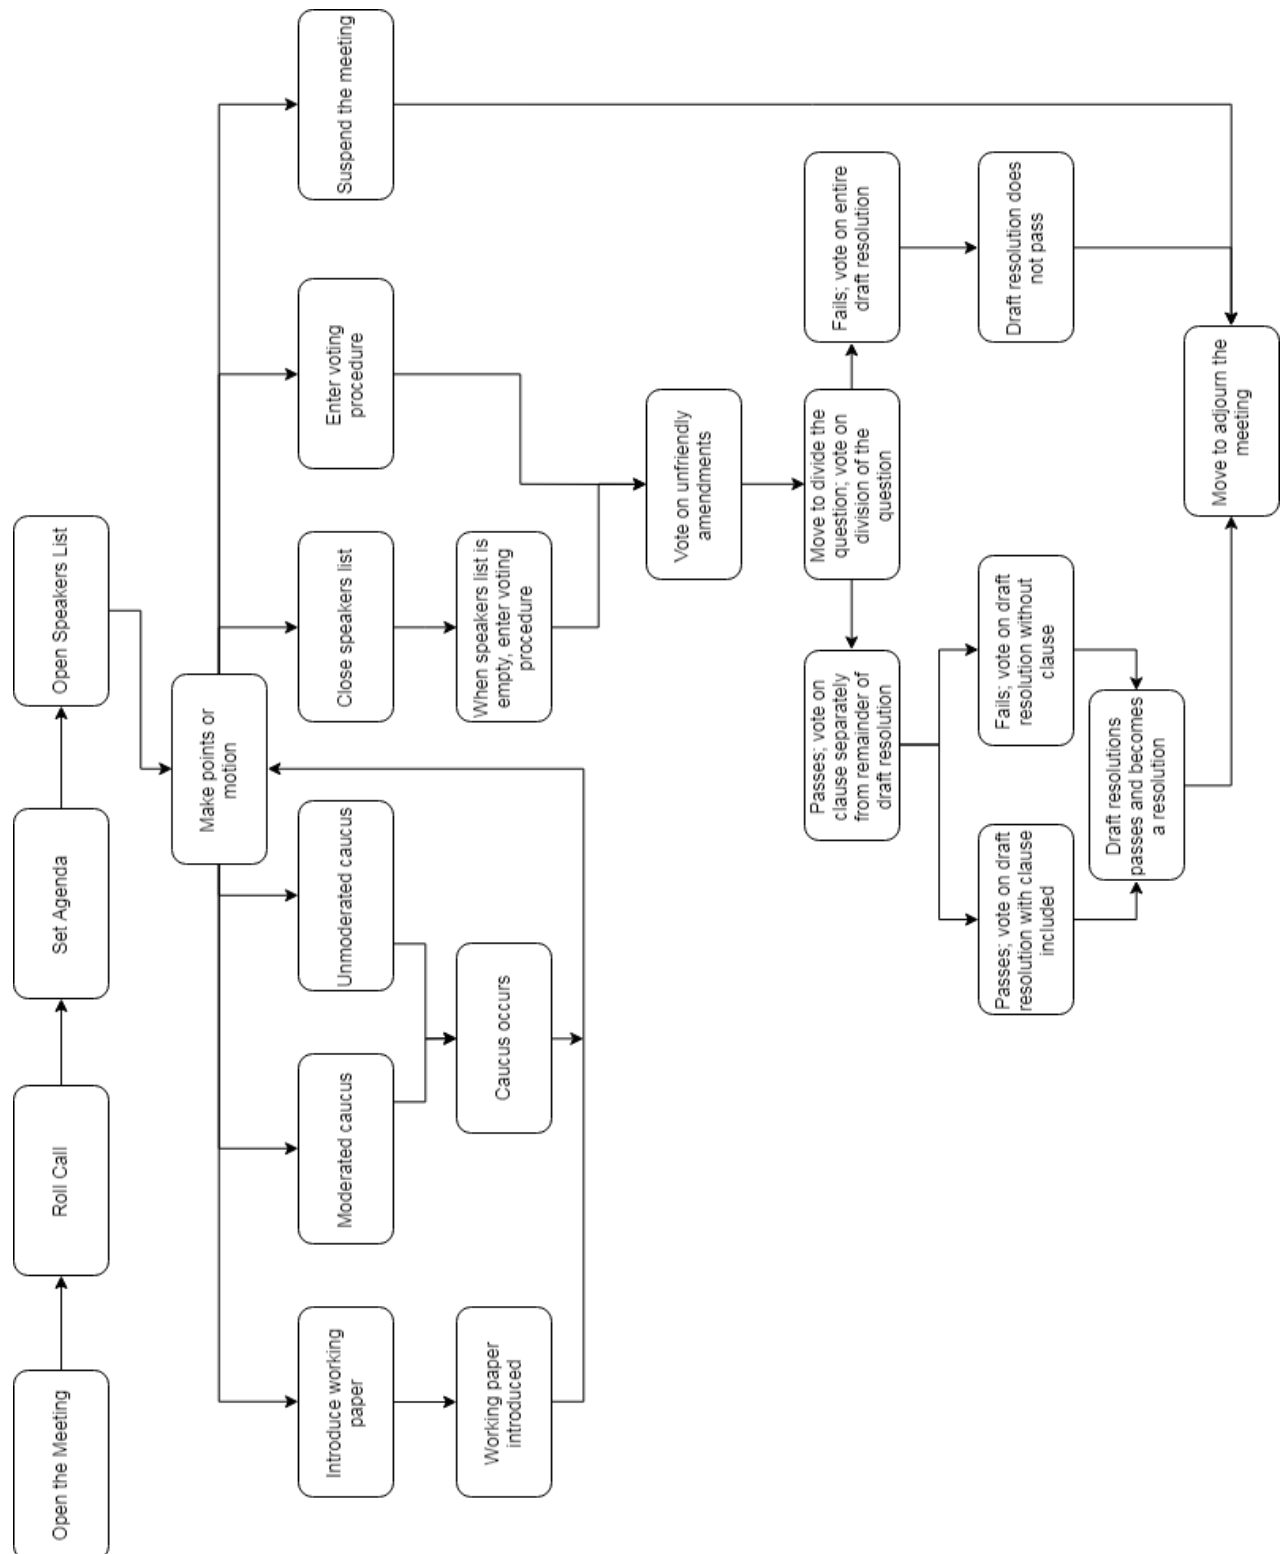 Open the Meeting
Roll Call
Set Agenda
Open Speakers List
Make points or
motion
Introduce working
paper
Moderated caucus
Unmoderated caucus
Close speakers list
Enter voting
procedure
Suspend the meeting
Working paper
introduced
Caucus occurs
When speakers list is
empty, enter voting
procedure
Vote on unfriendly
amendments
Passes; vote on
clause separately
from remainder of
draft resolution
Move to divide the
question; vote on
division of the
question
Fails; vote on entire
draft resolution
Passes; vote on draft
resolution with clause
included
Fails; vote on draft
resolution without
clause
Draft resolution does
not pass
Draft resolutions
passes and becomes
a resolution
Move to adjourn the
meeting